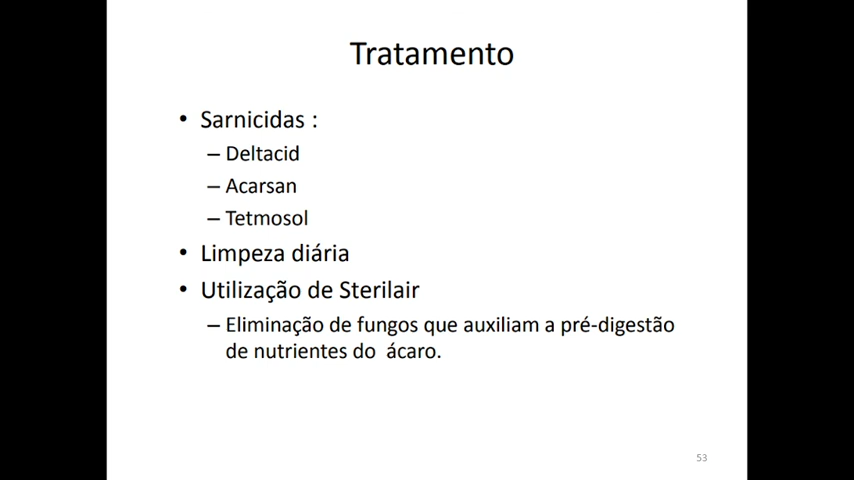 Tratamento
• Sarnicidas :
– Deltacid
– Acarsan
– Tetmosol
• Limpeza diária
• Utilização de Sterilair
– Eliminação de fungos que auxiliam a pré-digestão
de nutrientes do ácaro.
53